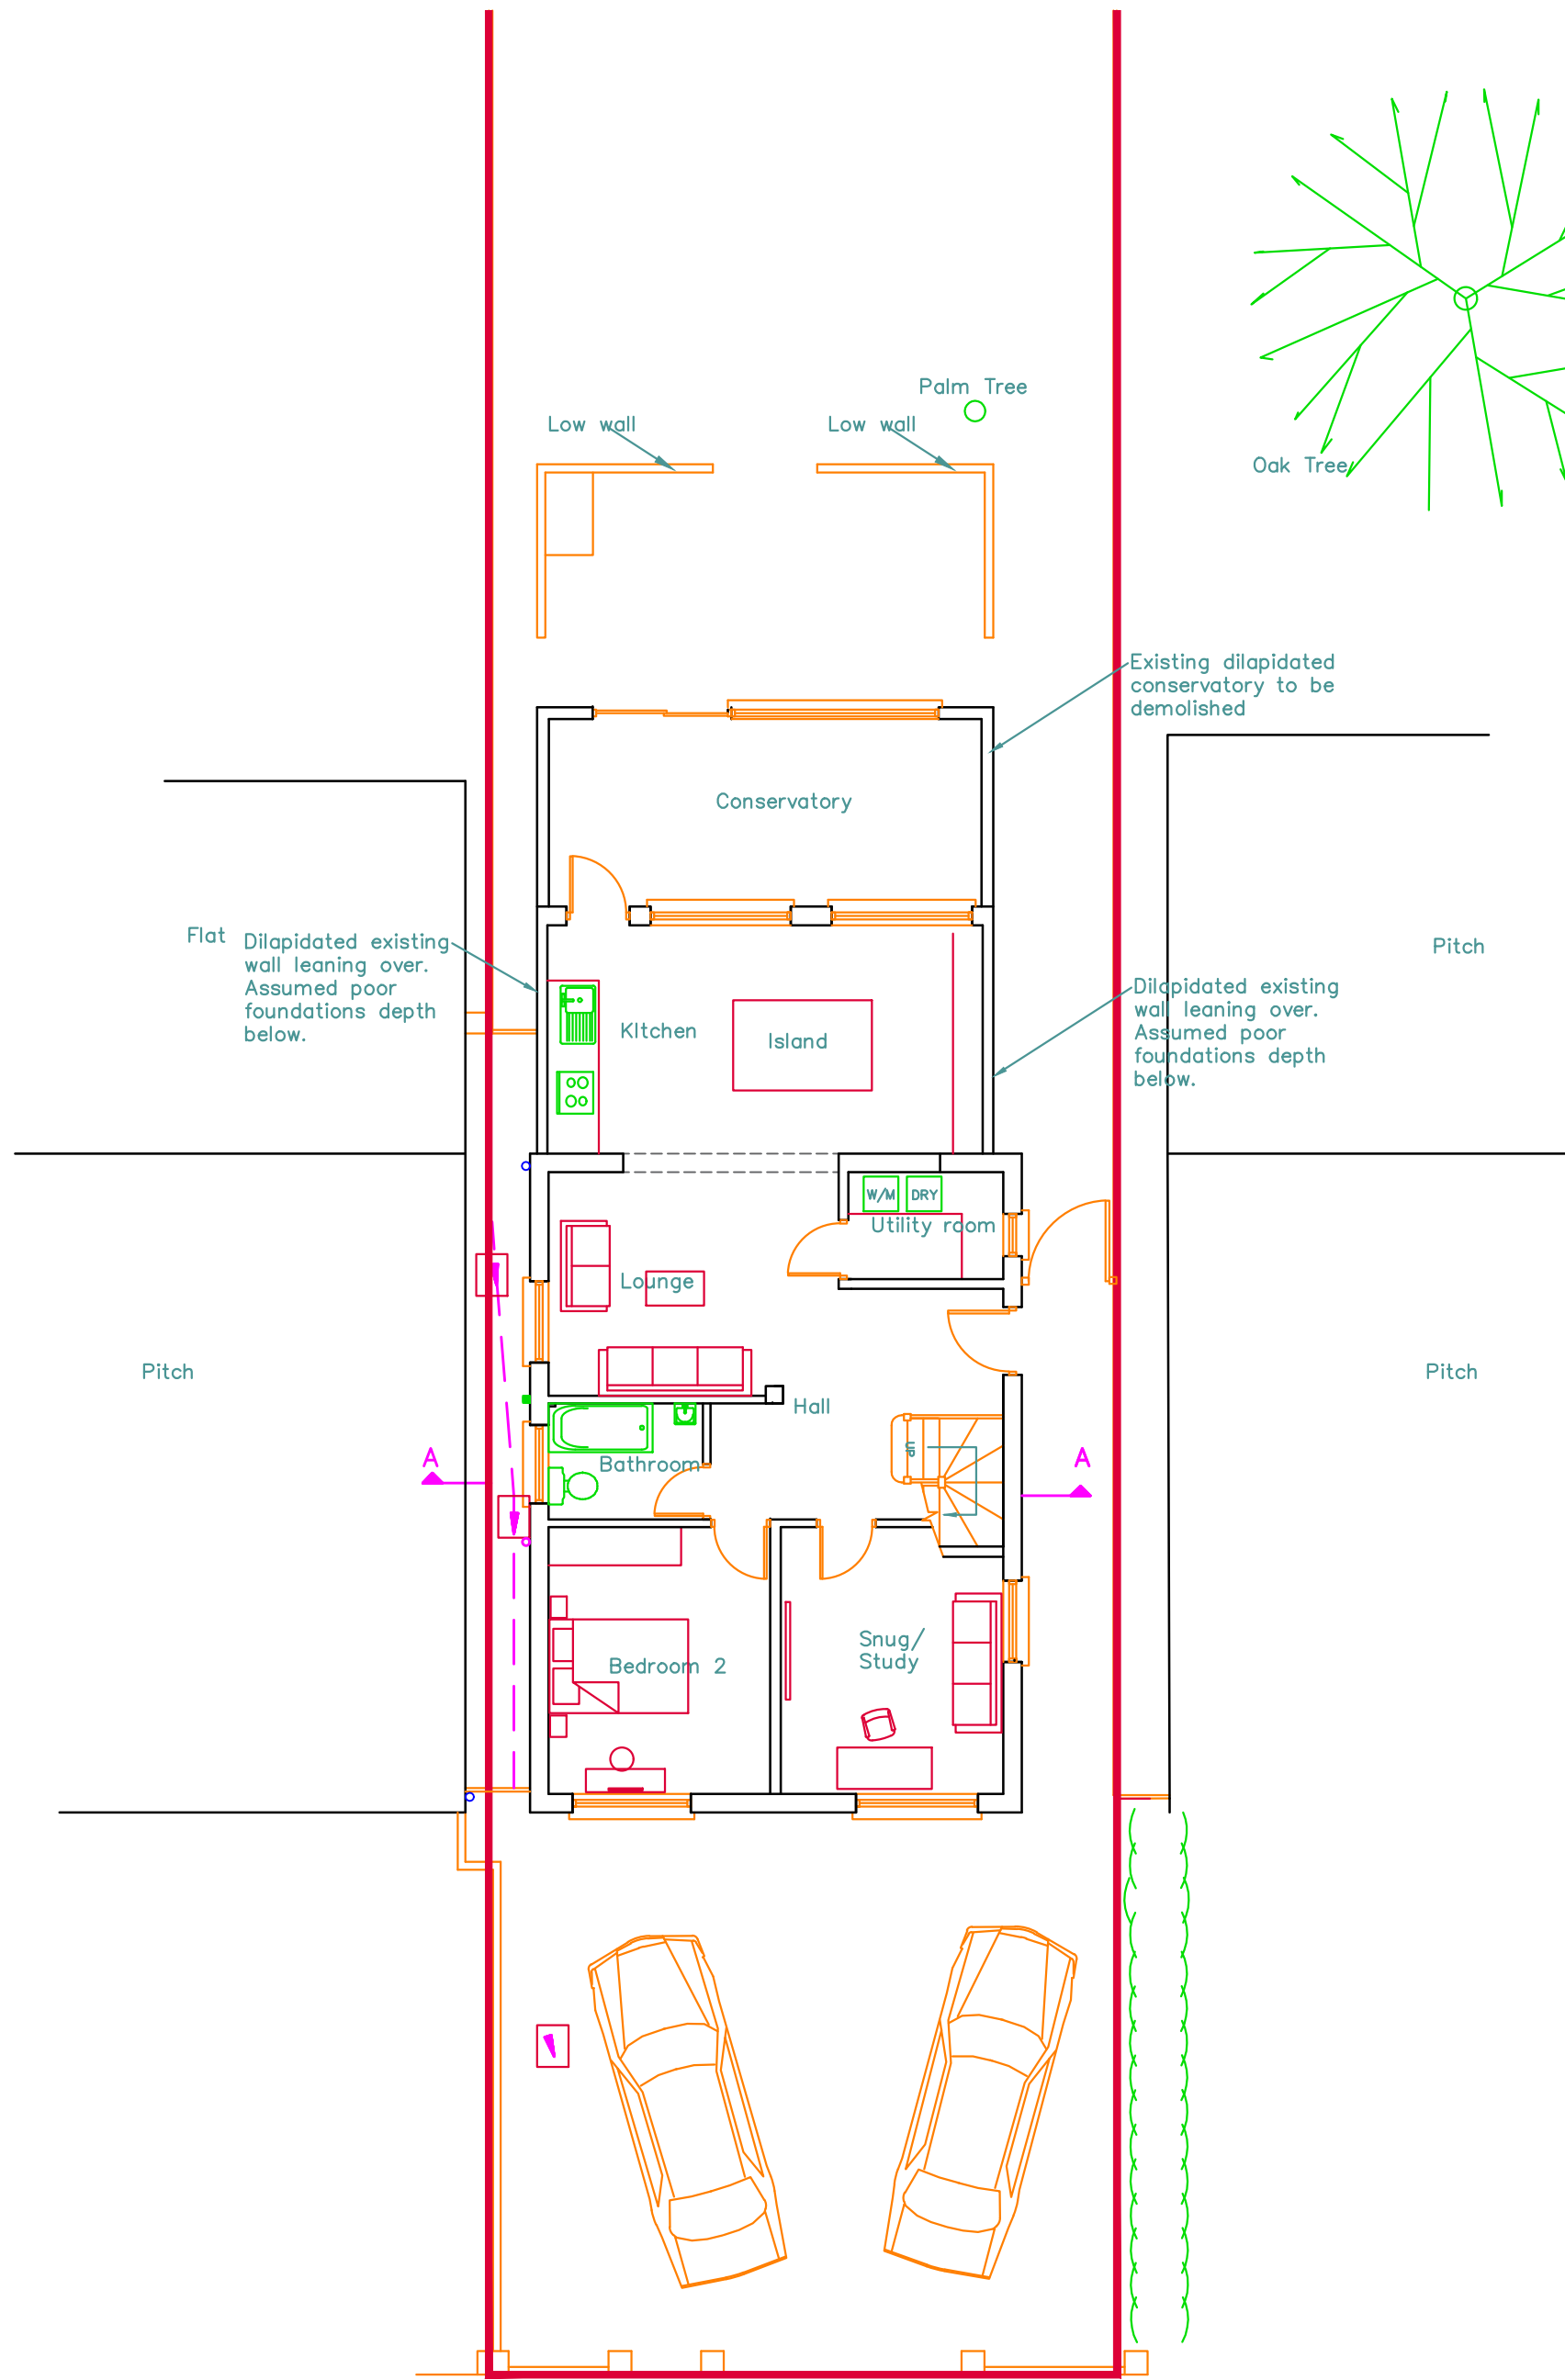 Palm Tree
Low wall
Low wall
Oak Tree
Existing dilapidated
conservatory to be
demolished
Conservatory
Flat
Dilapidated existing
wall leaning over.
Assumed poor
foundations depth
below.
Pitch
Dilapidated existing
wall leaning over.
Assumed poor
foundations depth
below.
KItchen
Island
W/M
DRY
Utility room
Lounge
Pitch
Pitch
Hall
UP
Bathroom
A
A
Bedroom 2
Snug/
Study